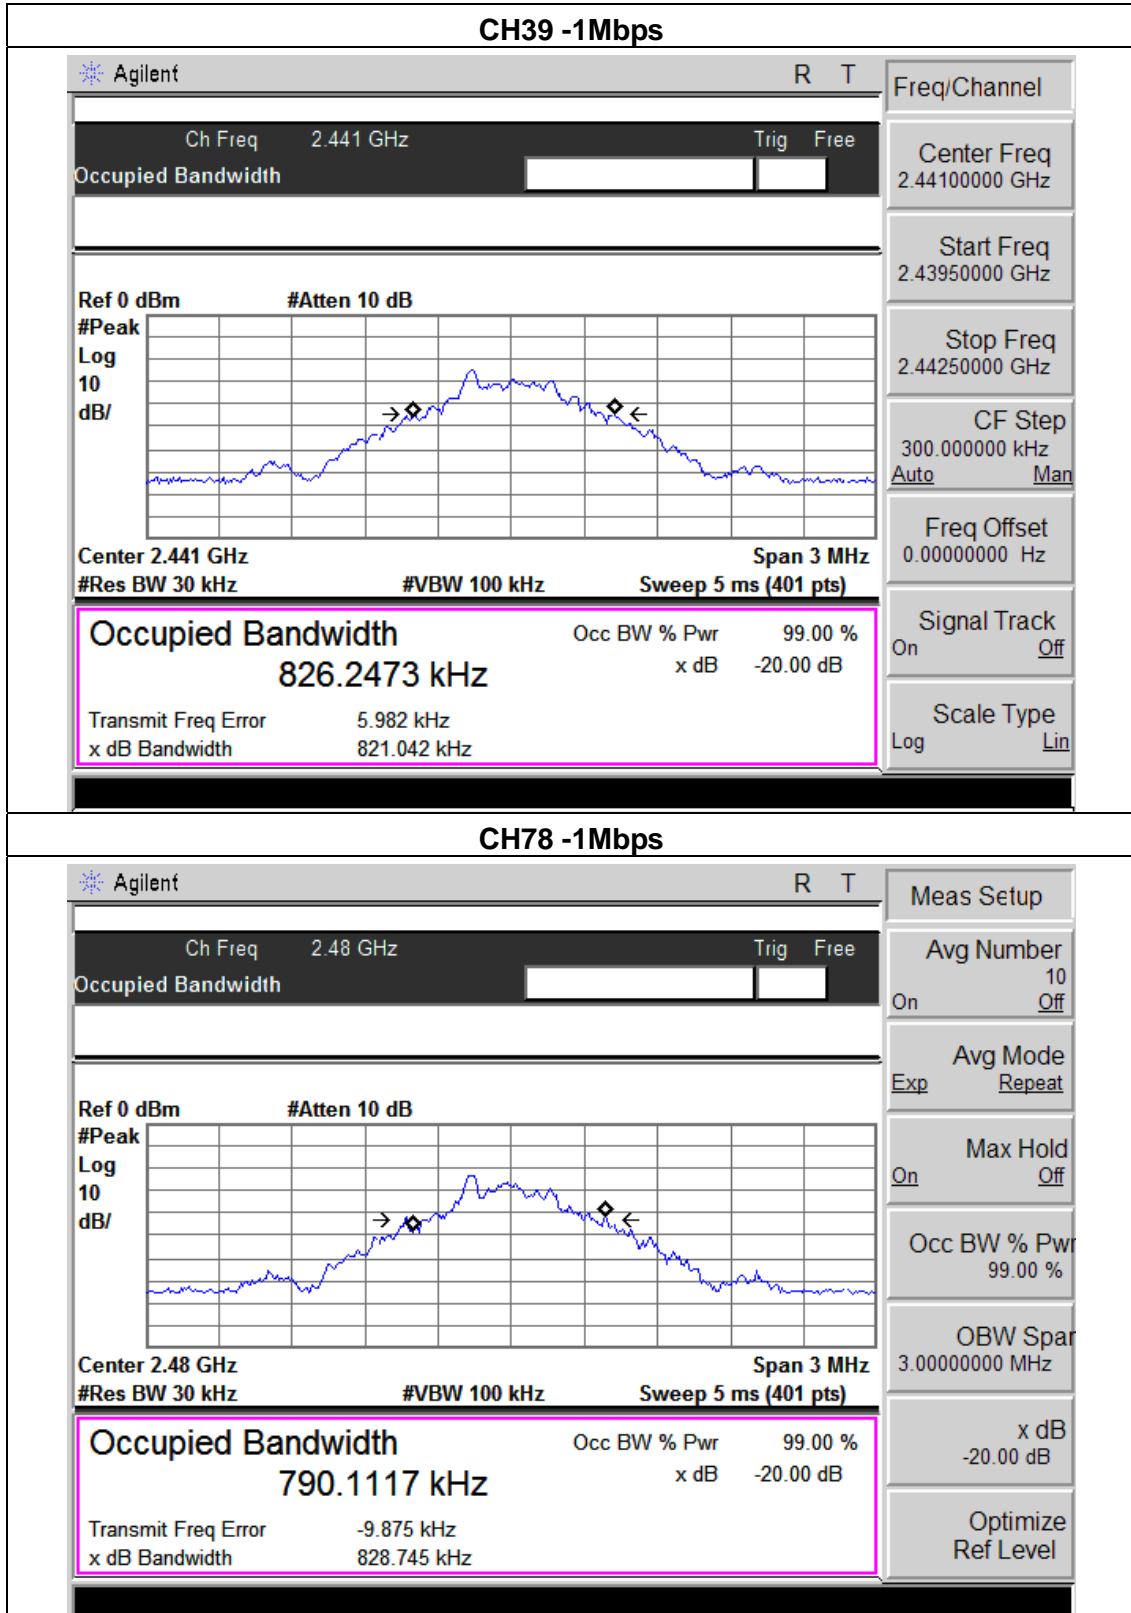 CH39 -1Mbps
Agilent R T
Freq/Channel
Ch Freq 2.441 GHz Trig Free
Occupied Bandwidth
Center Freq
2.44100000 GHz
Start Freq
2.43950000 GHz
Stop Freq
2.44250000 GHz
CF Step
300.000000 kHz
Auto Man
Freq Offset
0.00000000 Hz
Signal Track
On Off
Scale Type
Log Lin
Ref 0 dBm #Atten 10 dB
#Peak
Log
10
dB/
Center 2.441 GHz Span 3 MHz
#Res BW 30 kHz #VBW 100 kHz Sweep 5 ms (401 pts)
Occupied Bandwidth Occ BW % Pwr 99.00 %
826.2473 kHz x dB -20.00 dB
Transmit Freq Error 5.982 kHz
x dB Bandwidth 821.042 kHz
CH78 -1Mbps
Agilent R T
Meas Setup
Ch Freq 2.48 GHz Trig Free
Occupied Bandwidth
Avg Number
10
On Off
Avg Mode
Exp Repeat
Max Hold
On Off
Occ BW % Pwr
99.00 %
OBW Span
3.00000000 MHz
x dB
-20.00 dB
Optimize
Ref Level
Ref 0 dBm #Atten 10 dB
#Peak
Log
10
dB/
Center 2.48 GHz Span 3 MHz
#Res BW 30 kHz #VBW 100 kHz Sweep 5 ms (401 pts)
Occupied Bandwidth Occ BW % Pwr 99.00 %
790.1117 kHz x dB -20.00 dB
Transmit Freq Error -9.875 kHz
x dB Bandwidth 828.745 kHz